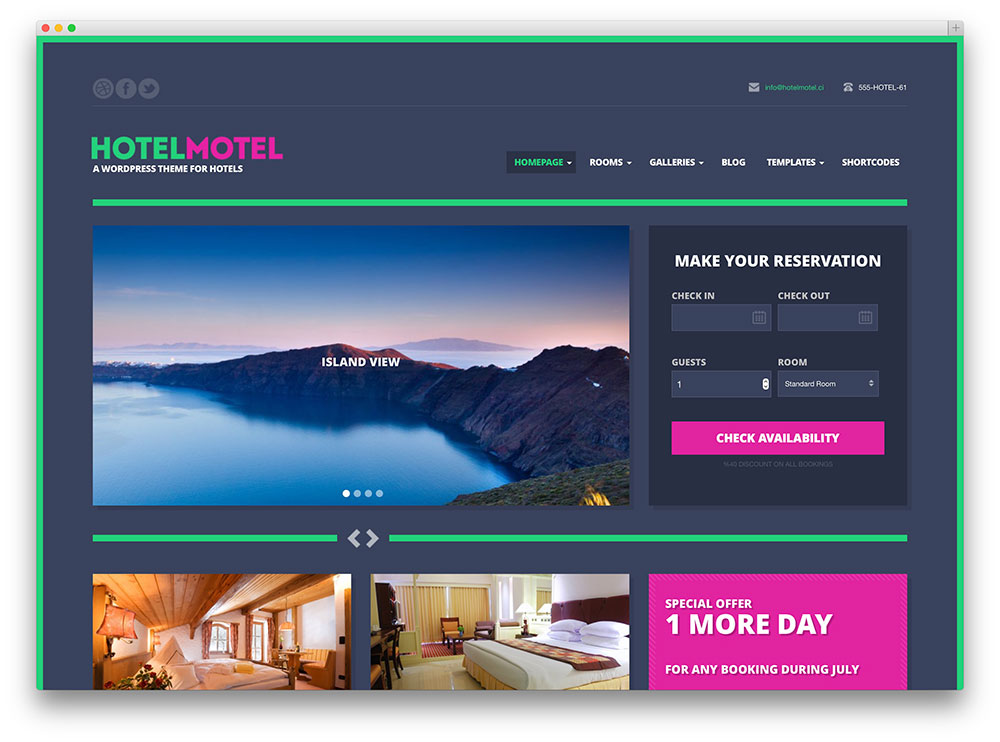 info@hotelmotel.ci 555-HOTEL-61
HOTELMOTEL
A WORDPRESS THEME FOR HOTELS
HOMEPAGE ROOMS GALLERIES BLOG TEMPLATES SHORTCODES
ISLAND VIEW
MAKE YOUR RESERVATION
CHECK IN CHECK OUT
GUESTS ROOM
1 Standard Room
CHECK AVAILABILITY
%40 DISCOUNT ON ALL BOOKINGS
SPECIAL OFFER
1 MORE DAY
FOR ANY BOOKING DURING JULY